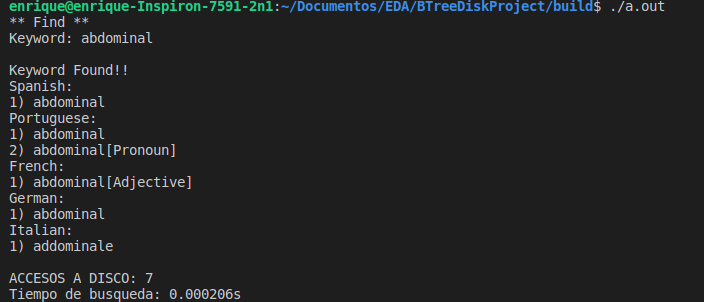 enrique@enrique-Inspiron-7591-2n1:~/Documentos/EDA/BTreeDiskProject/build$ ./a.out
** Find **
Keyword: abdominal

Keyword Found!!
Spanish:
1) abdominal
Portuguese:
1) abdominal
2) abdominal[Pronoun]
French:
1) abdominal[Adjective]
German:
1) abdominal
Italian:
1) addominale

ACCESOS A DISCO: 7
Tiempo de busqueda: 0.000206s